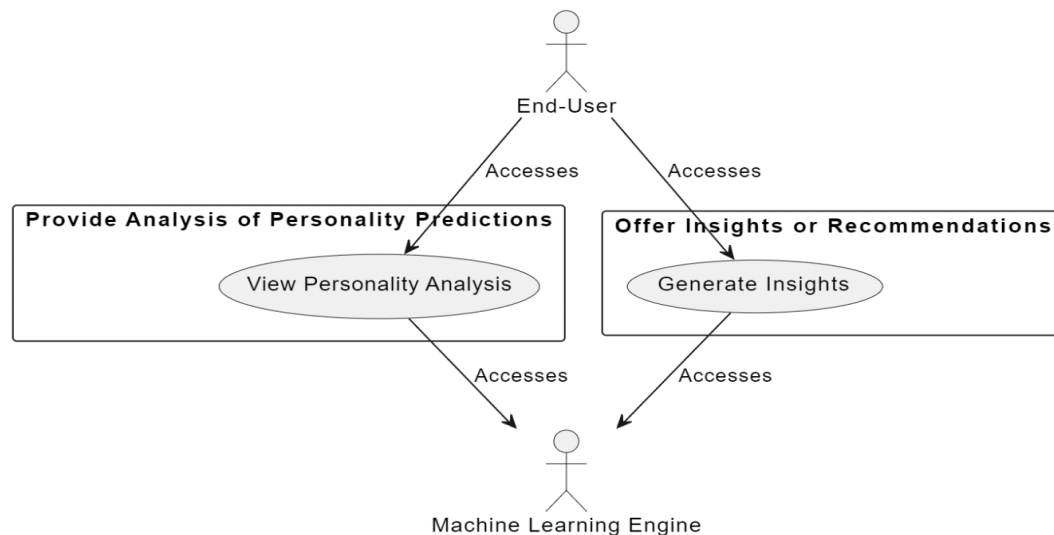 End-User
Accesses
Accesses
Provide Analysis of Personality Predictions
Offer Insights or Recommendations
View Personality Analysis
Generate Insights
Accesses
Accesses
Machine Learning Engine